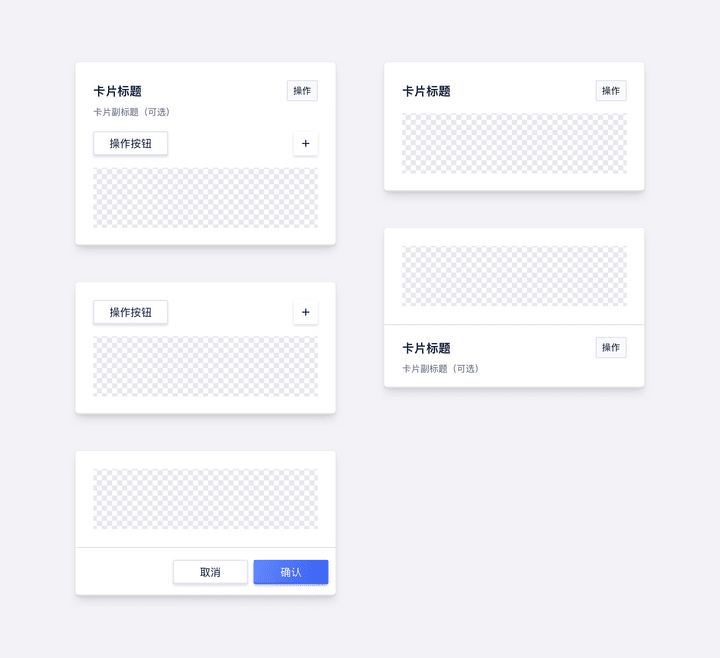 卡片标题
操作
卡片副标题（可选）
操作按钮
+
操作按钮
+
取消
确认
卡片标题
操作
卡片标题
操作
卡片副标题（可选）